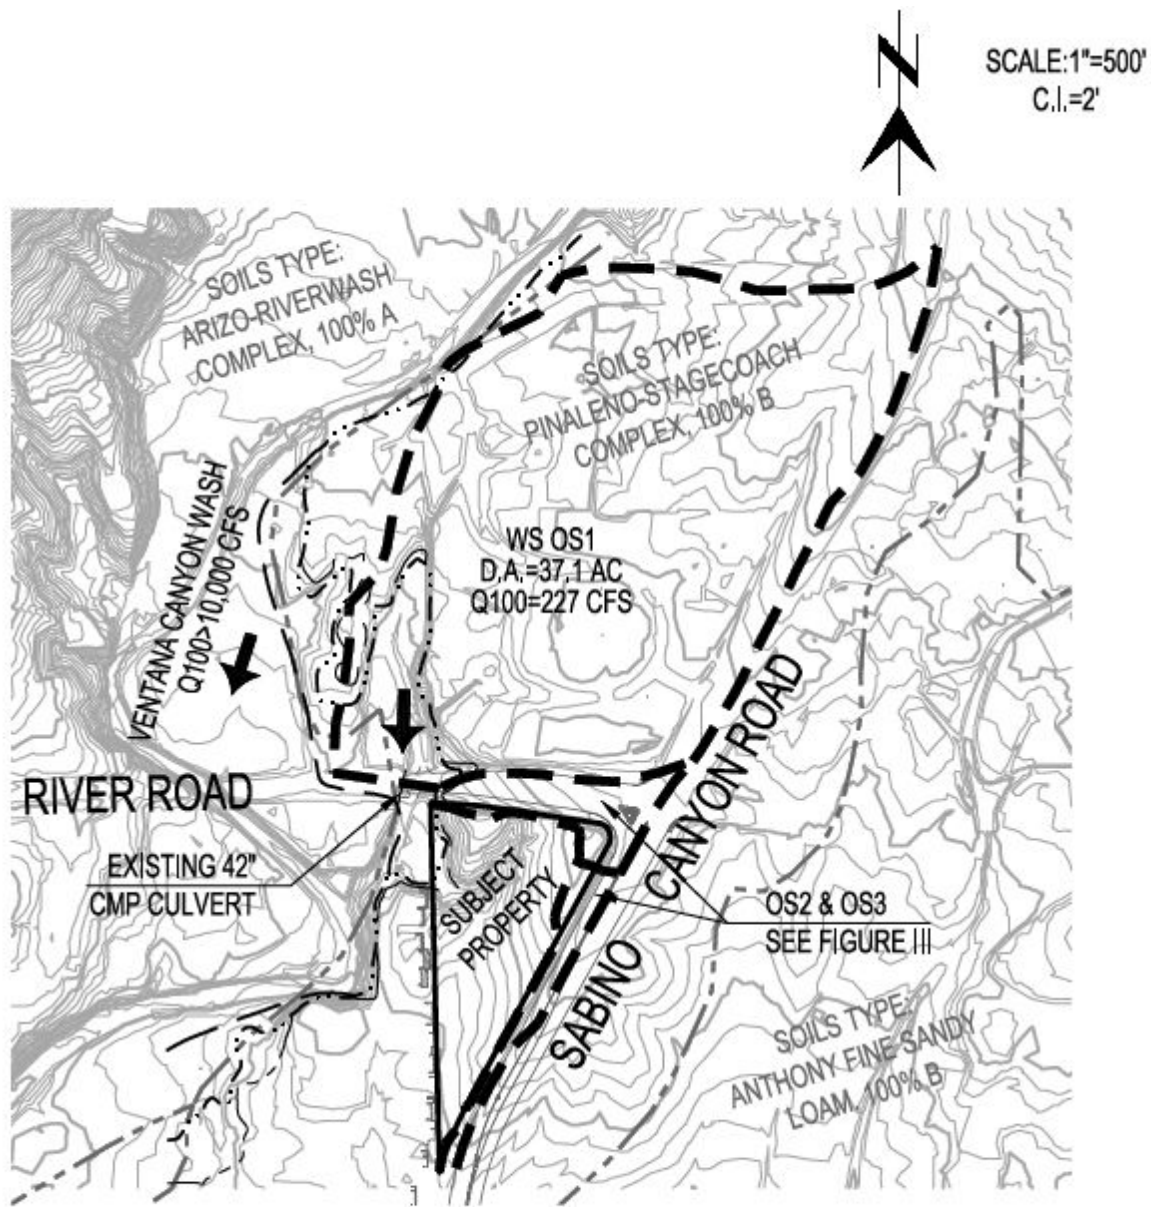 N
SCALE:1"=500'
C.I.=2'
SOILS TYPE:
ARIZO-RIVERWASH
COMPLEX, 100% A
SOILS TYPE:
PINALENO-STAGECOACH
COMPLEX, 100% B
VENTANA CANYON WASH
Q100>10,000 CFS
WS OS1
D.A.=37.1 AC
Q100=227 CFS
RIVER ROAD
EXISTING 42"
CMP CULVERT
SUBJECT
PROPERTY
SABINO CANYON ROAD
OS2 & OS3
SEE FIGURE III
SOILS TYPE:
ANTHONY FINE SANDY
LOAM, 100% B